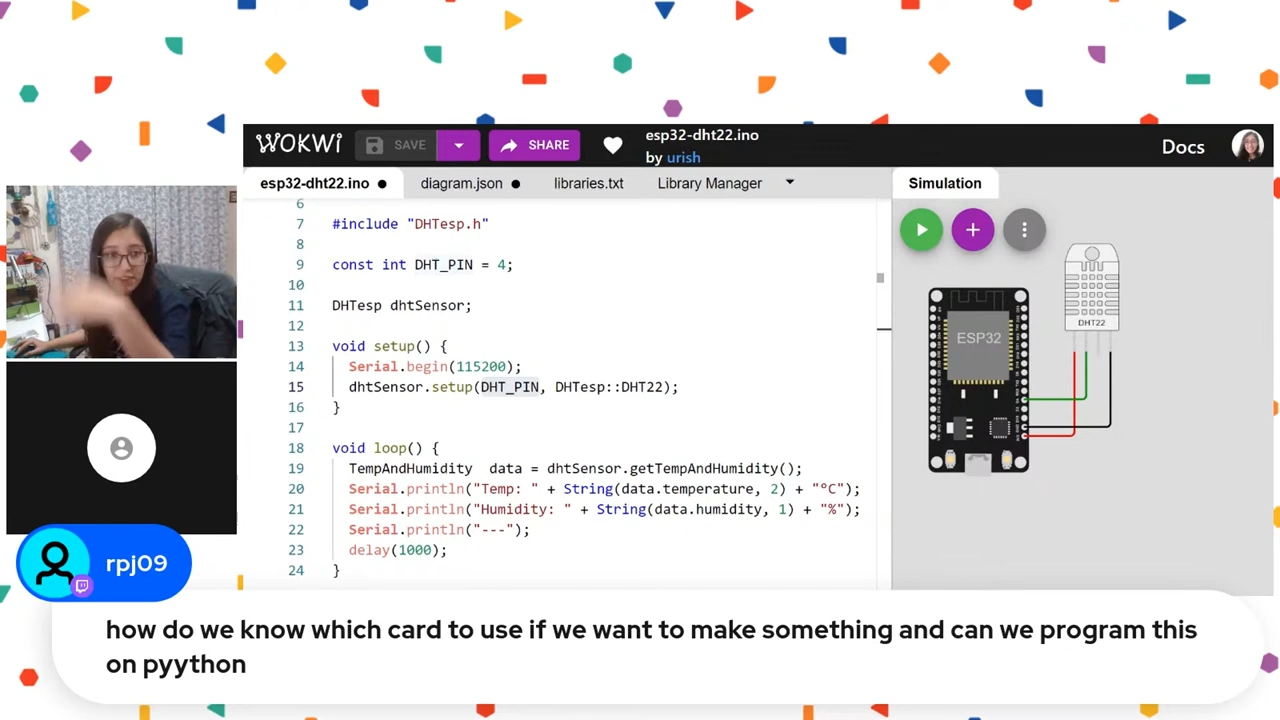 WOKWI
SAVE
SHARE
esp32-dht22.ino
by urish
Docs
esp32-dht22.ino
diagram.json
libraries.txt
Library Manager
Simulation
6
7 #include "DHTesp.h"
8
9 const int DHT_PIN = 4;
10
11 DHTesp dhtSensor;
12
13 void setup() {
14 Serial.begin(115200);
15 dhtSensor.setup(DHT_PIN, DHTesp::DHT22);
16 }
17
18 void loop() {
19 TempAndHumidity  data = dhtSensor.getTempAndHumidity();
20 Serial.println("Temp: " + String(data.temperature, 2) + "°C");
21 Serial.println("Humidity: " + String(data.humidity, 1) + "%");
22 Serial.println("---");
23 delay(1000);
24 }
ESP32
DHT22
rpj09
how do we know which card to use if we want to make something and can we program this
on pyython